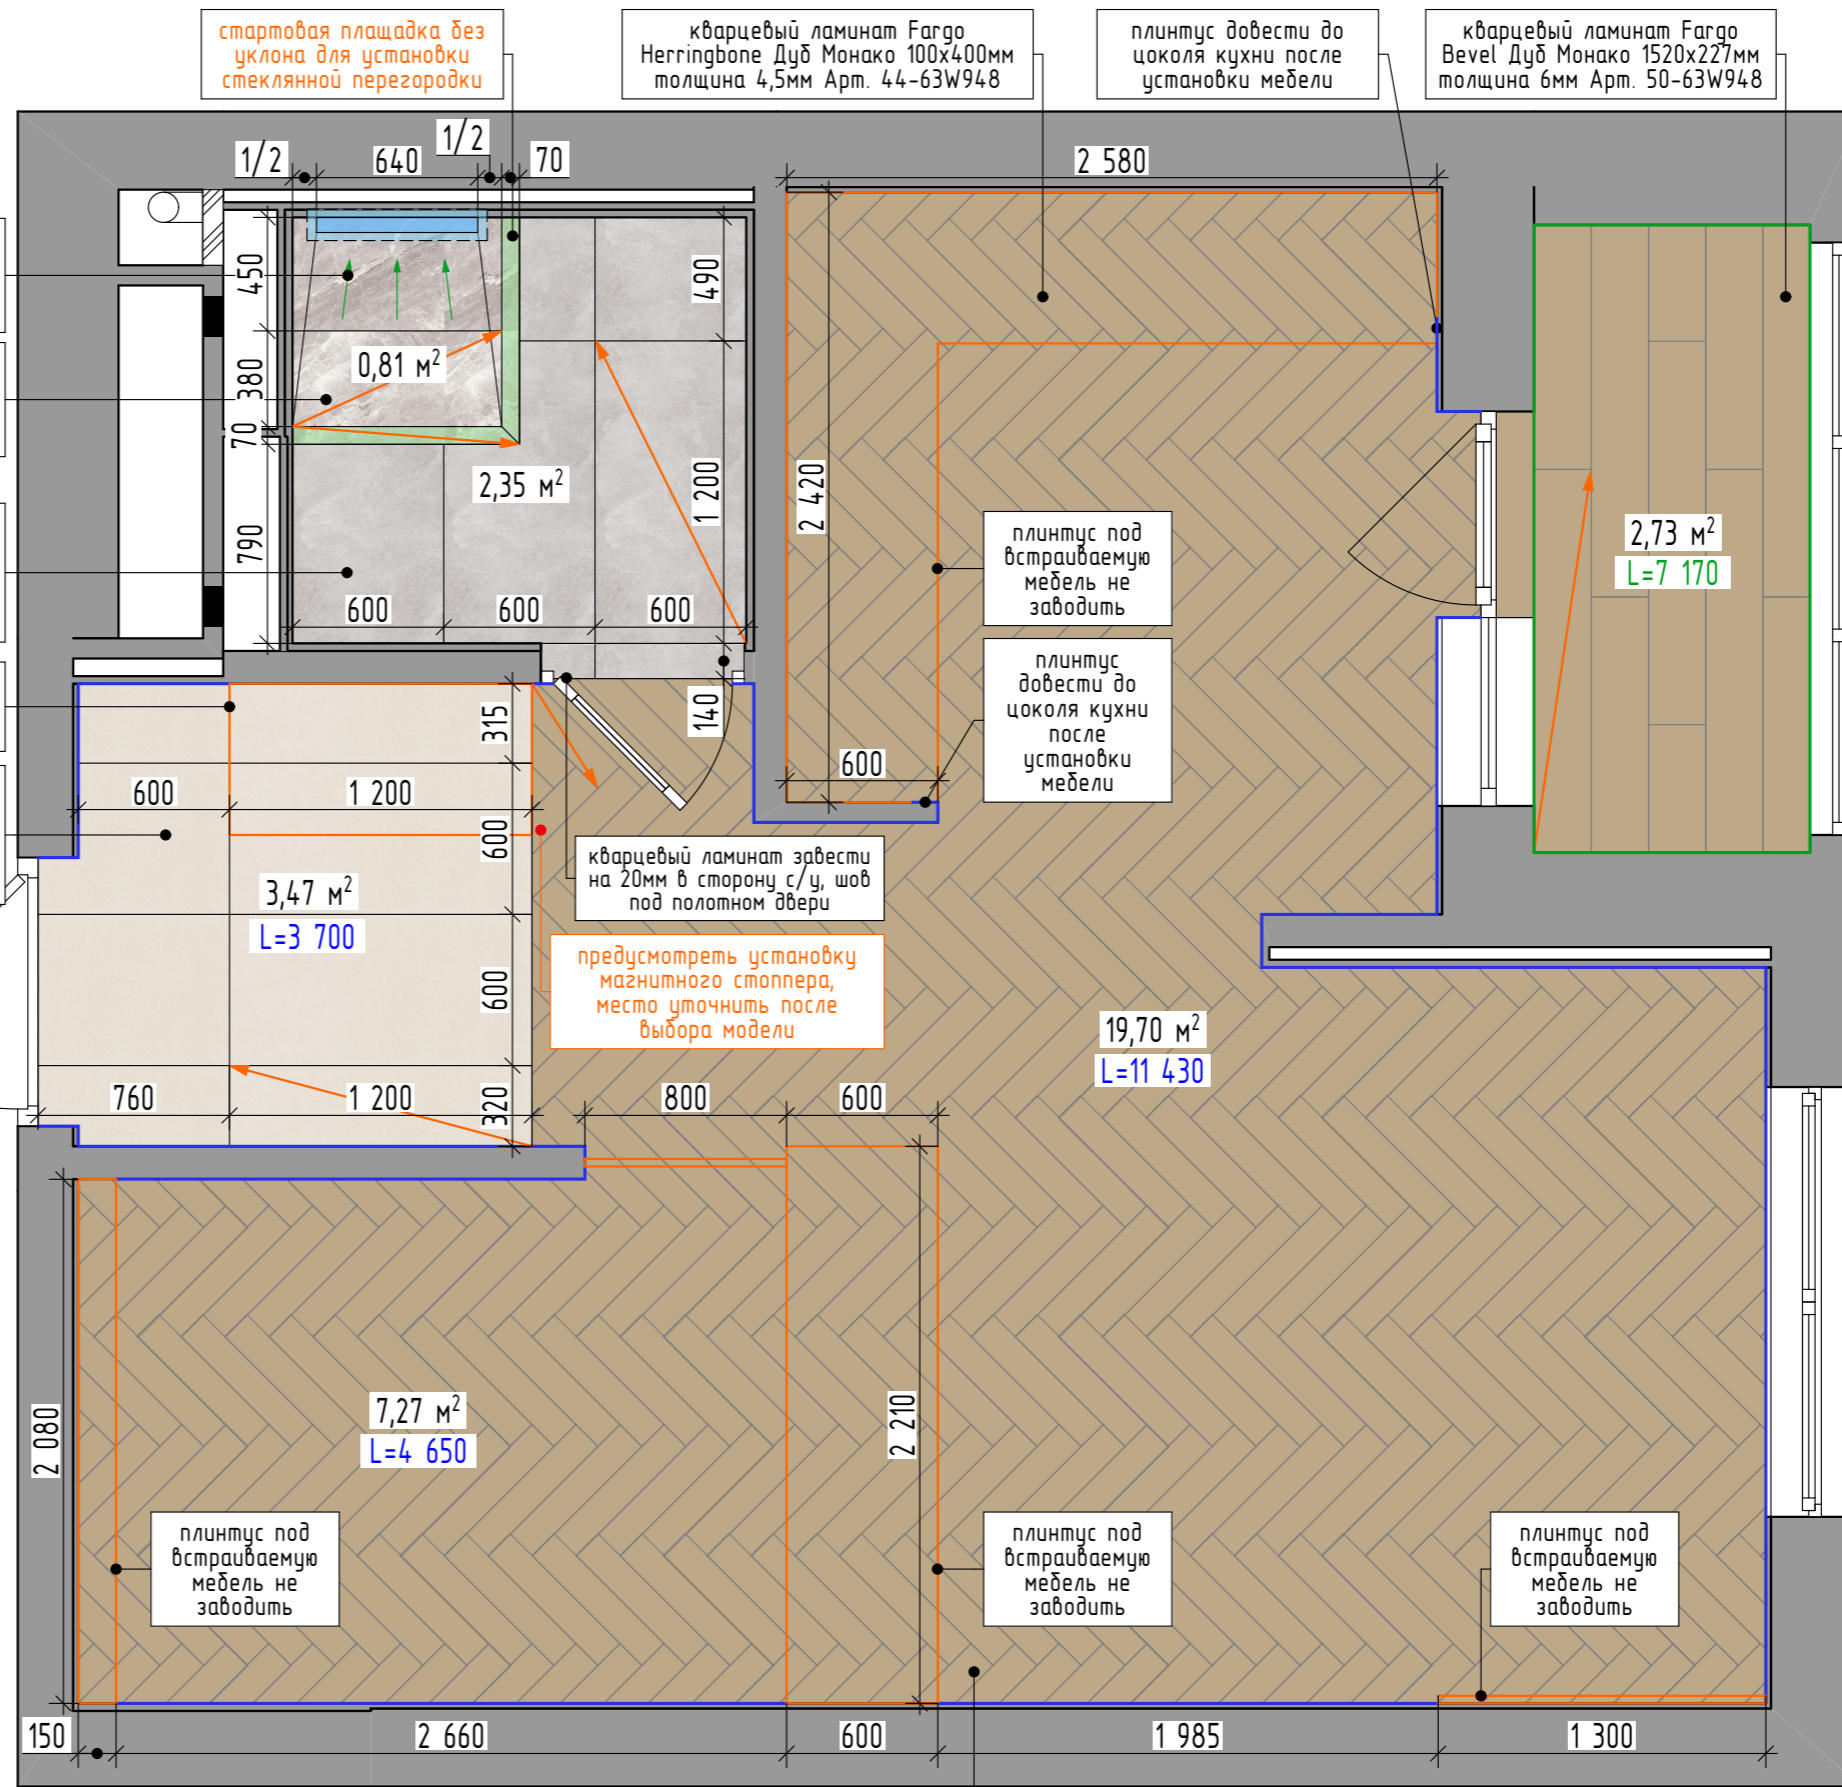 стартовая площадка без
уклона для установки
стеклянной перегородки
кварцевый ламинат Fargo
Herringbone Дуб Монако 100х400мм
толщина 4,5мм Арт. 44-63W948
плинтус довести до
цоколя кухни после
установки мебели
кварцевый ламинат Fargo
Bevel Дуб Монако 1520х227мм
толщина 6мм Арт. 50-63W948
1/2
640
1/2
70
2 580
450
490
380
0,81 м²
70
2,35 м²
1 200
2 420
790
600
600
600
плинтус под
встраиваемую
мебель не
заводить
2,73 м²
L=7 170
плинтус
довести до
цоколя кухни
после
установки
мебели
315
140
600
600
1 200
600
кварцевый ламинат завести
на 20мм в сторону с/у, шов
под полотном двери
3,47 м²
L=3 700
предусмотреть установку
магнитного стоппера,
место уточнить после
выбора модели
600
19,70 м²
L=11 430
760
1 200
320
800
600
7,27 м²
L=4 650
2 080
2 210
плинтус под
встраиваемую
мебель не
заводить
плинтус под
встраиваемую
мебель не
заводить
плинтус под
встраиваемую
мебель не
заводить
150
2 660
600
1 985
1 300